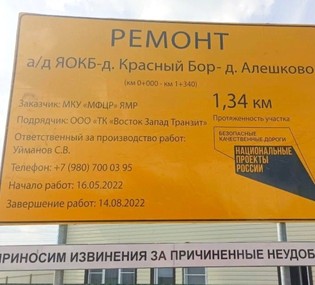 РЕМОНТ
а/д ЯОКБ-д. Красный Бор- д. Алешково
(км 0+000 - км 1+340)
Заказчик: МКУ «МФЦР» ЯМР
1,34 км
Подрядчик: ООО "ТК «Восток Запад Транзит»
Протяженность участка
Ответственный за производство работ:
Уйманов С.В.
БЕЗОПАСНЫЕ
КАЧЕСТВЕННЫЕ ДОРОГИ
Телефон: +7 (980) 700 03 95
НАЦИОНАЛЬНЫЕ
ПРОЕКТЫ
РОССИИ
Начало работ: 16.05.2022
Завершение работ: 14.08.2022
ПРИНОСИМ ИЗВИНЕНИЯ ЗА ПРИЧИНЕННЫЕ НЕУДОБ